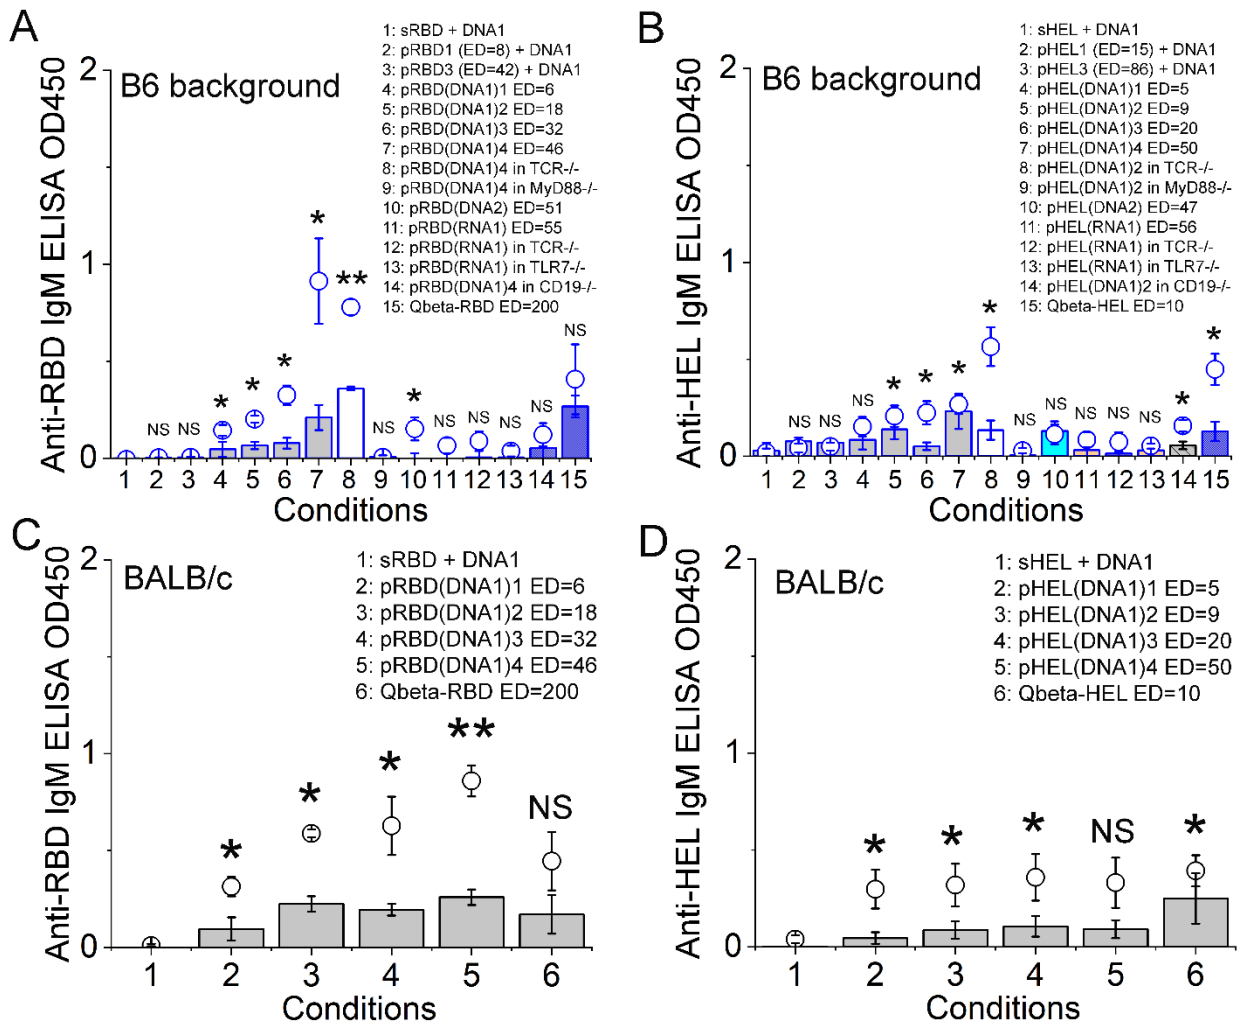 A
B6 background
1: sRBD + DNA1
2: pRBD1 (ED=8) + DNA1
3: pRBD3 (ED=42) + DNA1
4: pRBD(DNA1)1 ED=6
5: pRBD(DNA1)2 ED=18
6: pRBD(DNA1)3 ED=32
7: pRBD(DNA1)4 ED=46
8: pRBD(DNA1)4 in TCR-/-
9: pRBD(DNA1)4 in MyD88-/-
10: pRBD(DNA2) ED=51
11: pRBD(RNA1) ED=55
12: pRBD(RNA1) in TCR-/-
13: pRBD(RNA1) in TLR7-/-
14: pRBD(DNA1)4 in CD19-/-
15: Qbeta-RBD ED=200
Anti-RBD IgM ELISA OD450
2
1
0
NS NS * * * * ** NS * NS NS NS NS NS
1 2 3 4 5 6 7 8 9 10 11 12 13 14 15
Conditions
B
B6 background
1: sHEL + DNA1
2: pHEL1 (ED=15) + DNA1
3: pHEL3 (ED=86) + DNA1
4: pHEL(DNA1)1 ED=5
5: pHEL(DNA1)2 ED=9
6: pHEL(DNA1)3 ED=20
7: pHEL(DNA1)4 ED=50
8: pHEL(DNA1)2 in TCR-/-
9: pHEL(DNA1)2 in MyD88-/-
10: pHEL(DNA2) ED=47
11: pHEL(RNA1) ED=56
12: pHEL(RNA1) in TCR-/-
13: pHEL(RNA1) in TLR7-/-
14: pHEL(DNA1)2 in CD19-/-
15: Qbeta-HEL ED=10
Anti-HEL IgM ELISA OD450
2
1
0
NS NS NS * * * * NS NS NS NS NS * *
1 2 3 4 5 6 7 8 9 10 11 12 13 14 15
Conditions
C
BALB/c
1: sRBD + DNA1
2: pRBD(DNA1)1 ED=6
3: pRBD(DNA1)2 ED=18
4: pRBD(DNA1)3 ED=32
5: pRBD(DNA1)4 ED=46
6: Qbeta-RBD ED=200
Anti-RBD IgM ELISA OD450
2
1
0
* * * ** NS
1 2 3 4 5 6
Conditions
D
BALB/c
1: sHEL + DNA1
2: pHEL(DNA1)1 ED=5
3: pHEL(DNA1)2 ED=9
4: pHEL(DNA1)3 ED=20
5: pHEL(DNA1)4 ED=50
6: Qbeta-HEL ED=10
Anti-HEL IgM ELISA OD450
2
1
0
* * * NS *
1 2 3 4 5 6
Conditions